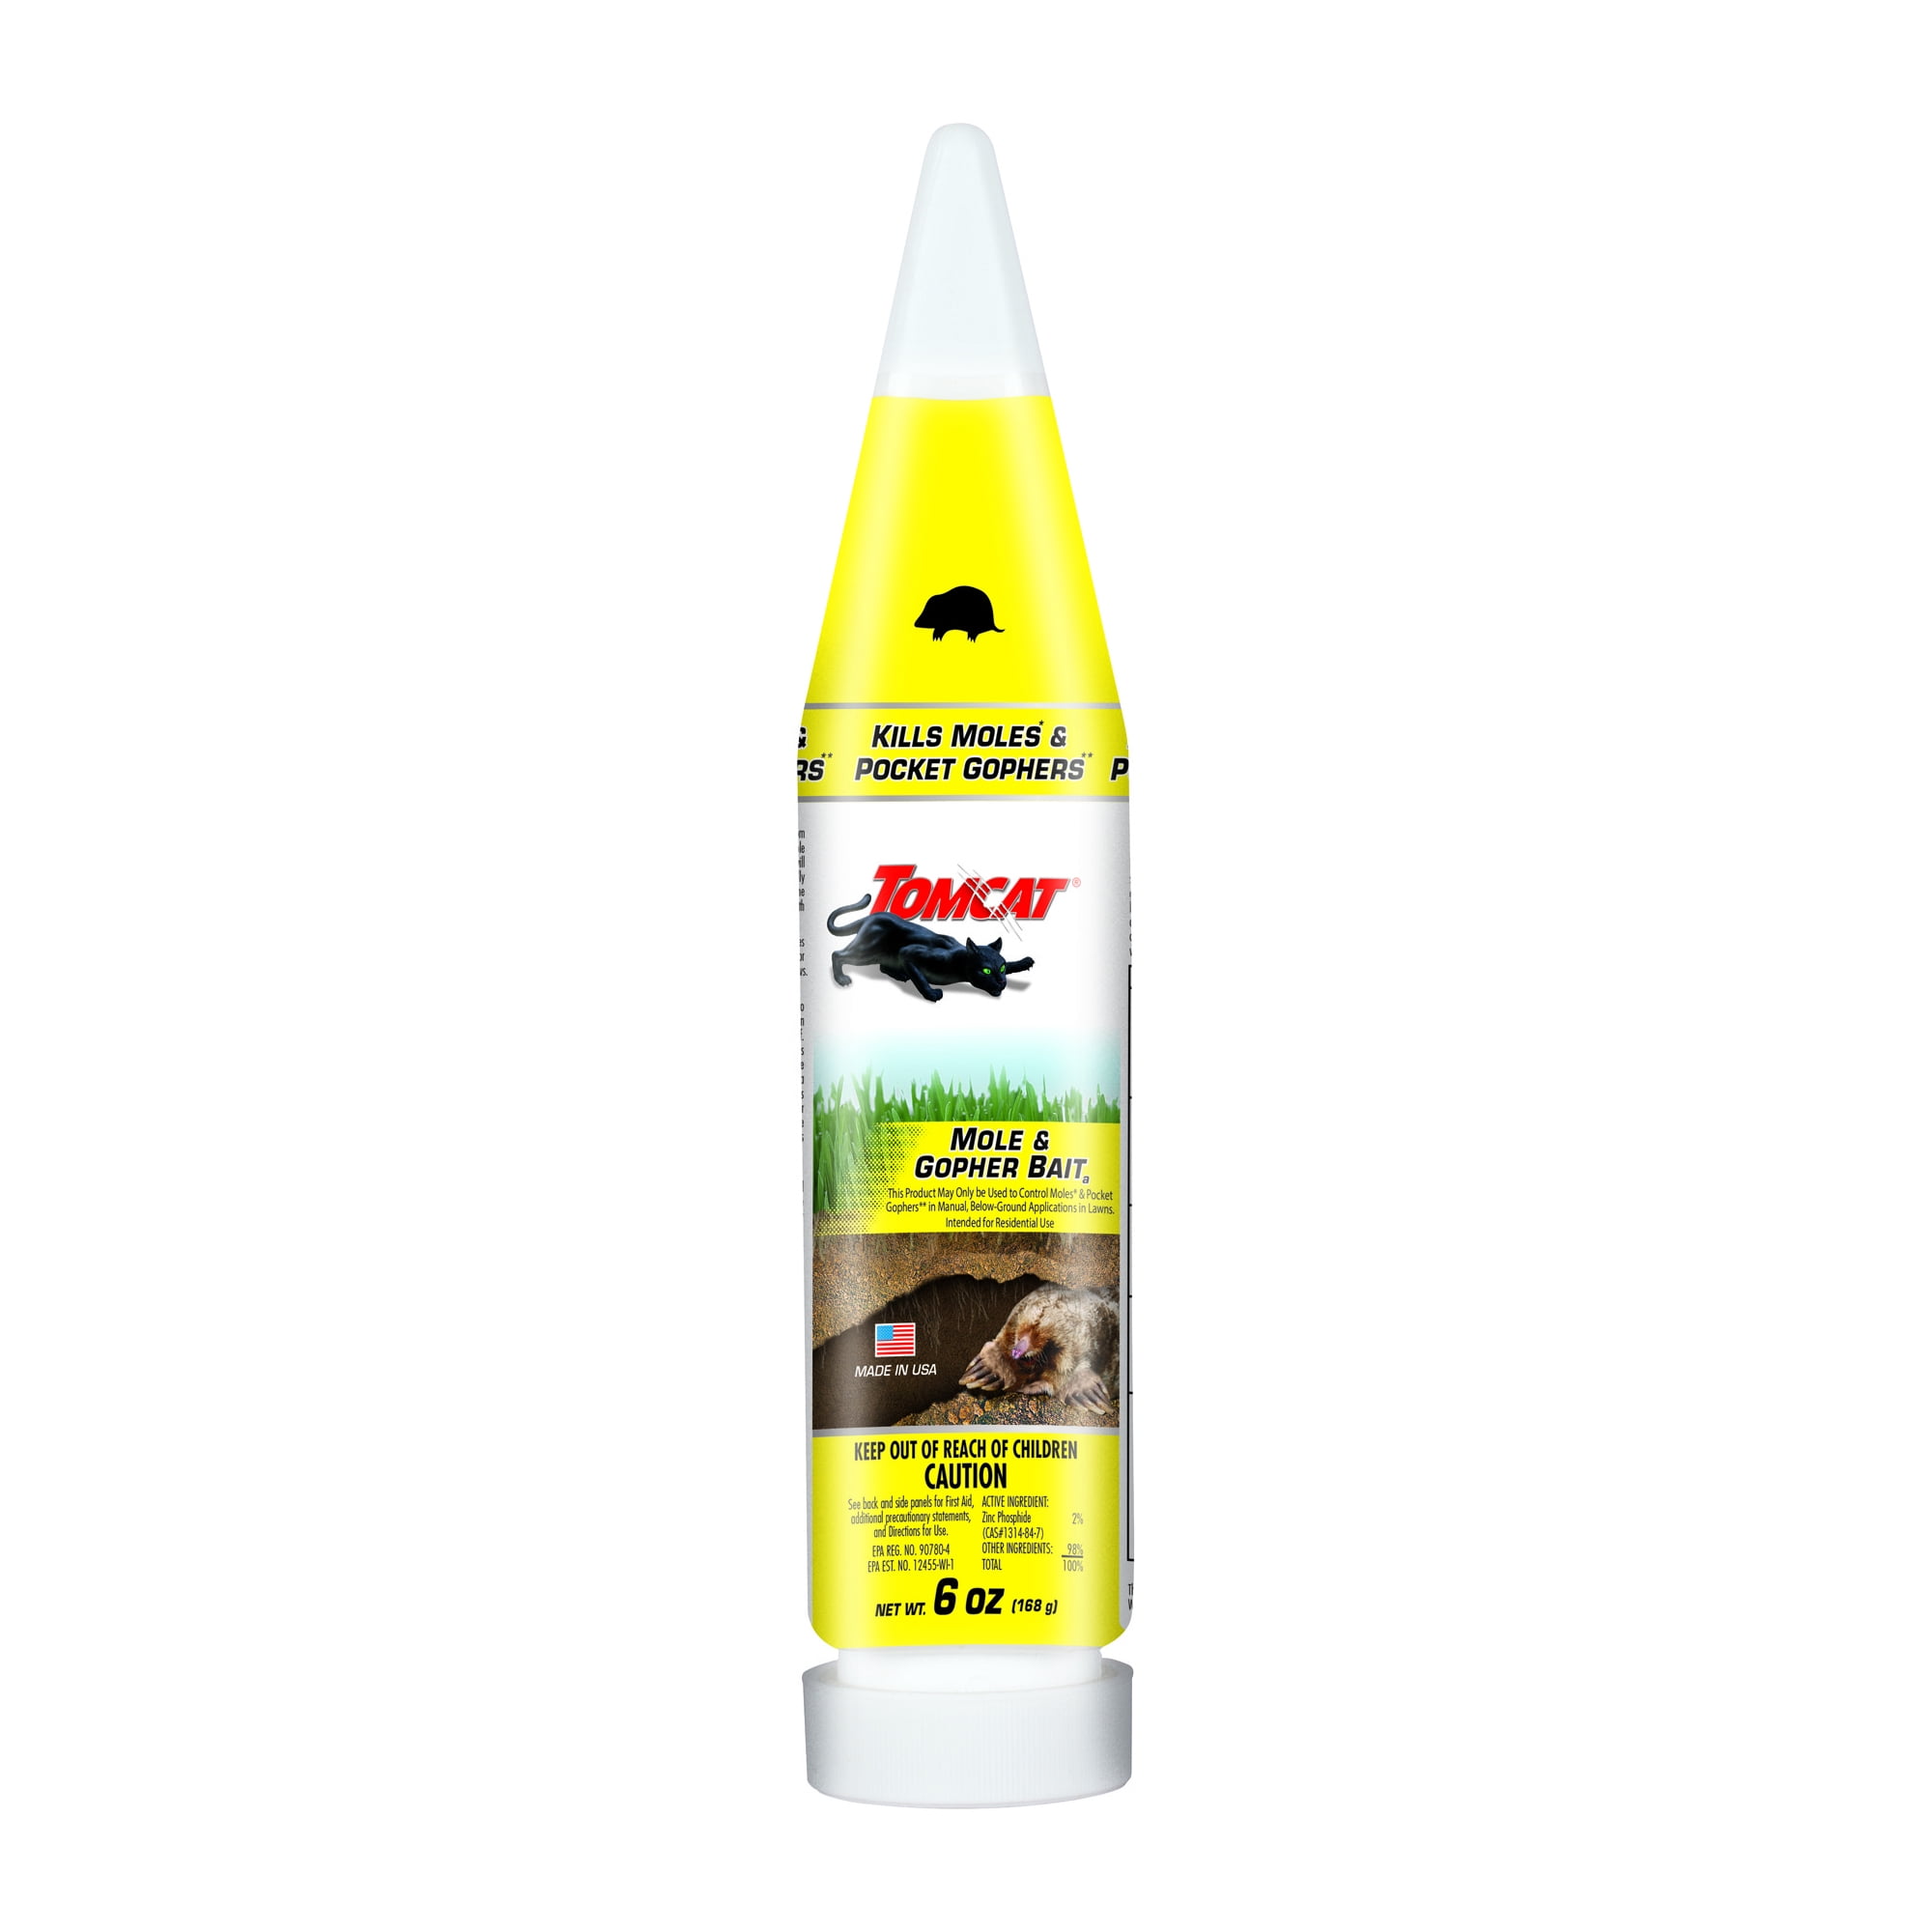 KILLS MOLES* &
POCKET GOPHERS**
&
RS**
P
TOMCAT®
MOLE &
GOPHER BAITa
This Product May Only be Used to Control Moles* & Pocket
Gophers** in Manual, Below-Ground Applications in Lawns.
Intended for Residential Use
MADE IN USA
KEEP OUT OF REACH OF CHILDREN
CAUTION
See back and side panels for First Aid,
additional precautionary statements,
and Directions for Use.
EPA REG. NO. 90780-4
EPA EST. NO. 12455-WI-1
ACTIVE INGREDIENT:
Zinc Phosphide 2%
(CAS#1314-84-7)
OTHER INGREDIENTS: 98%
TOTAL 100%
NET WT. 6 OZ (168 g)